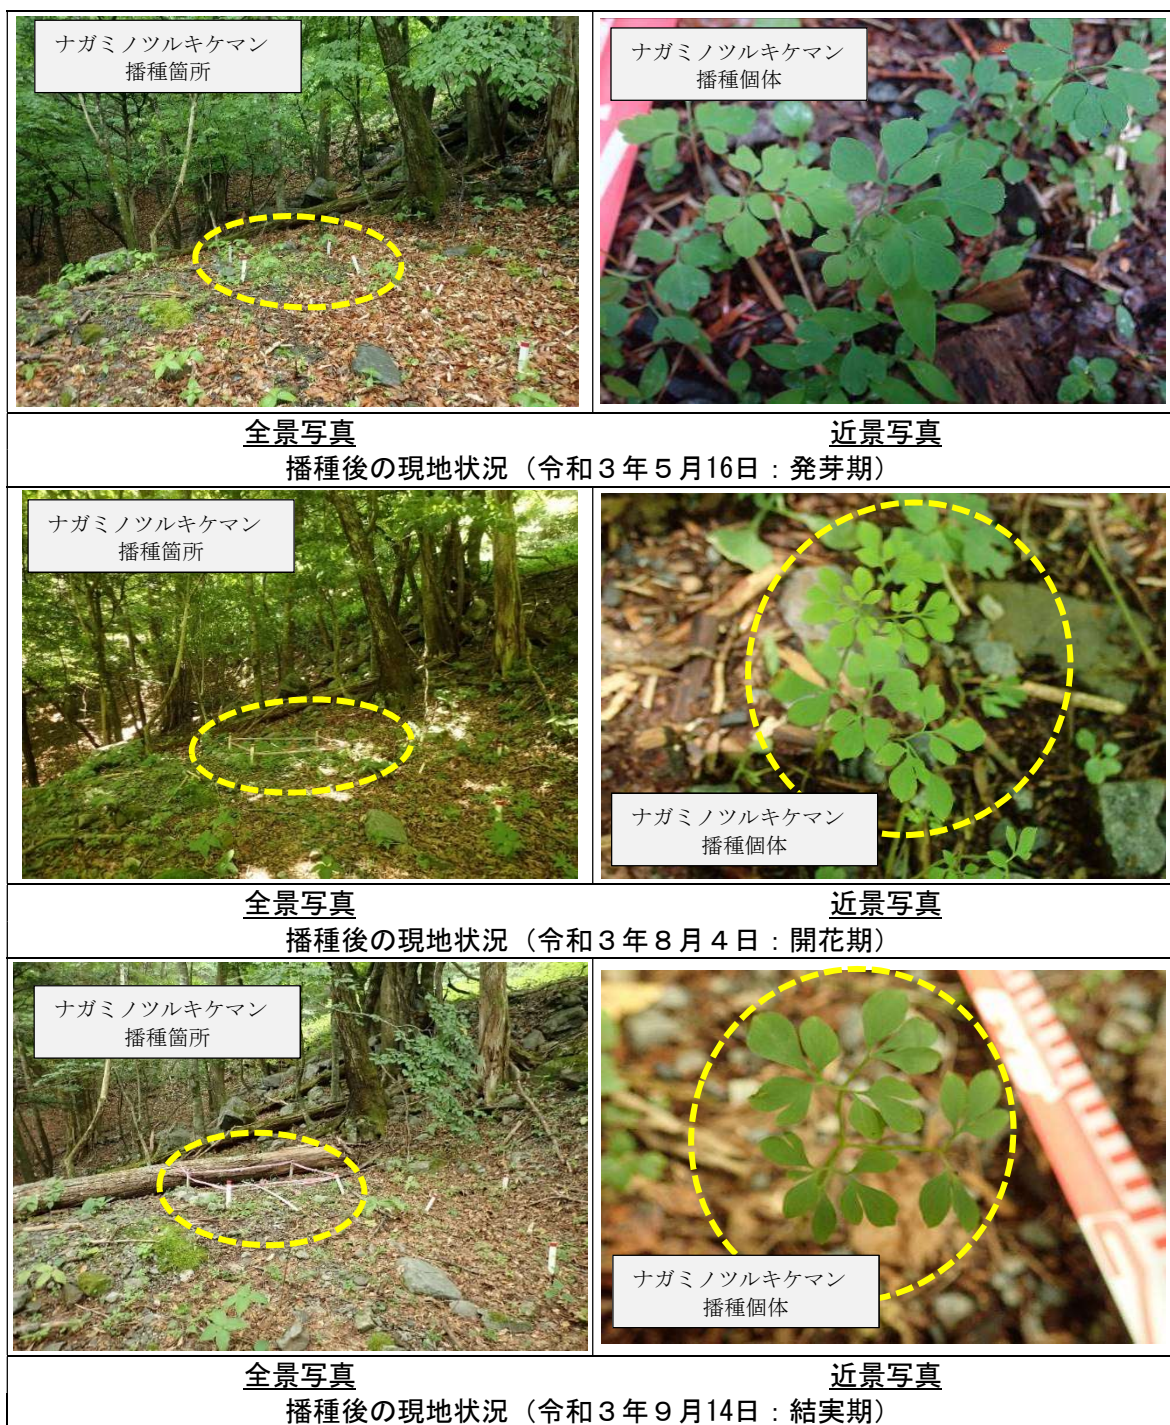 ナガミノツルキケマン
播種箇所
ナガミノツルキケマン
播種個体
全景写真
近景写真
播種後の現地状況（令和３年５月16日：発芽期）
ナガミノツルキケマン
播種箇所
ナガミノツルキケマン
播種個体
全景写真
近景写真
播種後の現地状況（令和３年８月４日：開花期）
ナガミノツルキケマン
播種箇所
ナガミノツルキケマン
播種個体
全景写真
近景写真
播種後の現地状況（令和３年９月14日：結実期）